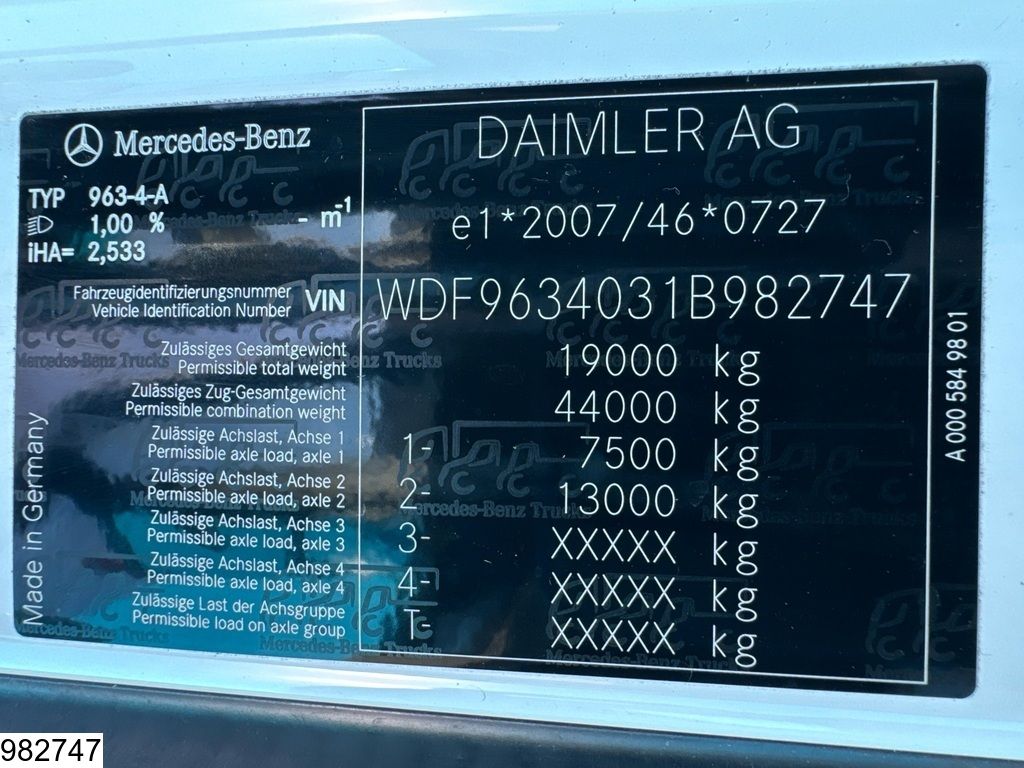 Mercedes-Benz
DAIMLER AG
TYP 963-4-A
1,00 % - m-1
iHA= 2,533
e1*2007/46*0727
Fahrzeugidentifizierungsnummer
Vehicle Identification Number VIN WDF9634031B982747
Zulässiges Gesamtgewicht
Permissible total weight 19000 kg
Zulässiges Zug-Gesamtgewicht
Permissible combination weight 44000 kg
Zulässige Achslast, Achse 1
Permissible axle load, axle 1 1- 7500 kg
Zulässige Achslast, Achse 2
Permissible axle load, axle 2 2- 13000 kg
Zulässige Achslast, Achse 3
Permissible axle load, axle 3 3- XXXXX kg
Zulässige Achslast, Achse 4
Permissible axle load, axle 4 4- XXXXX kg
Zulässige Last der Achsgruppe
Permissible load on axle group T- XXXXX kg
Made in Germany
A 000 584 98 01
Mercedes-Benz Trucks
982747